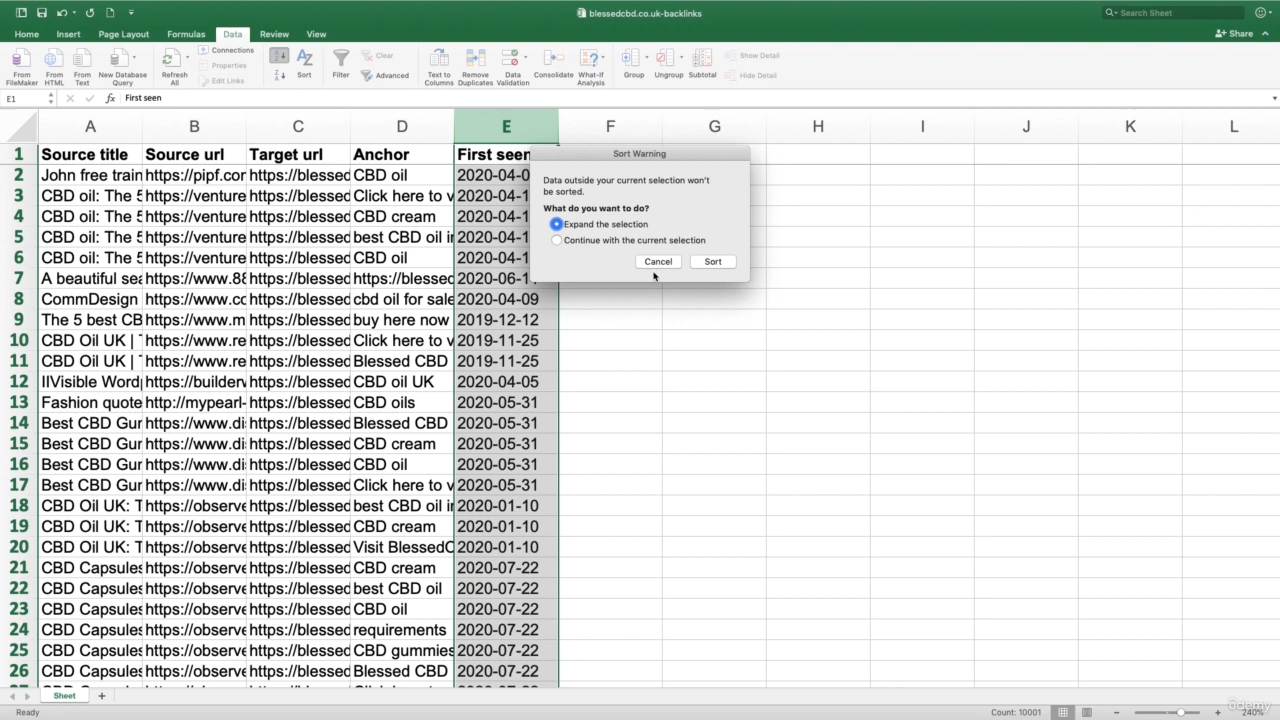 blessedcbd.co.uk-backlinks
Search Sheet
Home Insert Page Layout Formulas Data Review View
Share
From FileMaker
From HTML
From Text
New Database Query
Refresh All
Connections
Properties
Edit Links
Sort
Filter
Clear
Advanced
Text to Columns
Remove Duplicates
Data Validation
Consolidate
What-If Analysis
Group
Ungroup
Subtotal
Show Detail
Hide Detail
E1 fx First seen
A B C D E F G H I J K L
1 Source title Source url Target url Anchor First seen
2 John free train https://pipf.cor https://blessed CBD oil 2020-04-0
3 CBD oil: The 5 https://venture https://blessed Click here to v 2020-04-1
4 CBD oil: The 5 https://venture https://blessed CBD cream 2020-04-1
5 CBD oil: The 5 https://venture https://blessed best CBD oil i 2020-04-1
6 CBD oil: The 5 https://venture https://blessed CBD oil 2020-04-1
7 A beautiful sea https://www.88 https://blessed https://blessed 2020-06-1
8 CommDesign https://www.co https://blessed cbd oil for sale 2020-04-09
9 The 5 best CB https://www.m https://blessed buy here now 2019-12-12
10 CBD Oil UK | T https://www.re https://blessed Click here to v 2019-11-25
11 CBD Oil UK | T https://www.re https://blessed Blessed CBD 2019-11-25
12 IIVisible Word https://builderv https://blessed CBD oil UK 2020-04-05
13 Fashion quote http://mypearl- https://blessed CBD oils 2020-05-31
14 Best CBD Gur https://www.di https://blessed Blessed CBD 2020-05-31
15 Best CBD Gur https://www.di https://blessed CBD cream 2020-05-31
16 Best CBD Gur https://www.di https://blessed CBD oil 2020-05-31
17 Best CBD Gur https://www.di https://blessed Click here to v 2020-05-31
18 CBD Oil UK: T https://observe https://blessed best CBD oil i 2020-01-10
19 CBD Oil UK: T https://observe https://blessed CBD cream 2020-01-10
20 CBD Oil UK: T https://observe https://blessed Visit BlessedC 2020-01-10
21 CBD Capsules https://observe https://blessed CBD cream 2020-07-22
22 CBD Capsules https://observe https://blessed best CBD oil 2020-07-22
23 CBD Capsules https://observe https://blessed CBD oil 2020-07-22
24 CBD Capsules https://observe https://blessed requirements 2020-07-22
25 CBD Capsules https://observe https://blessed CBD gummies 2020-07-22
26 CBD Capsules https://observe https://blessed Blessed CBD 2020-07-22
Sort Warning
Data outside your current selection won't
be sorted.
What do you want to do?
Expand the selection
Continue with the current selection
Cancel Sort
Sheet
Ready Count: 10001 240%
ûdemy